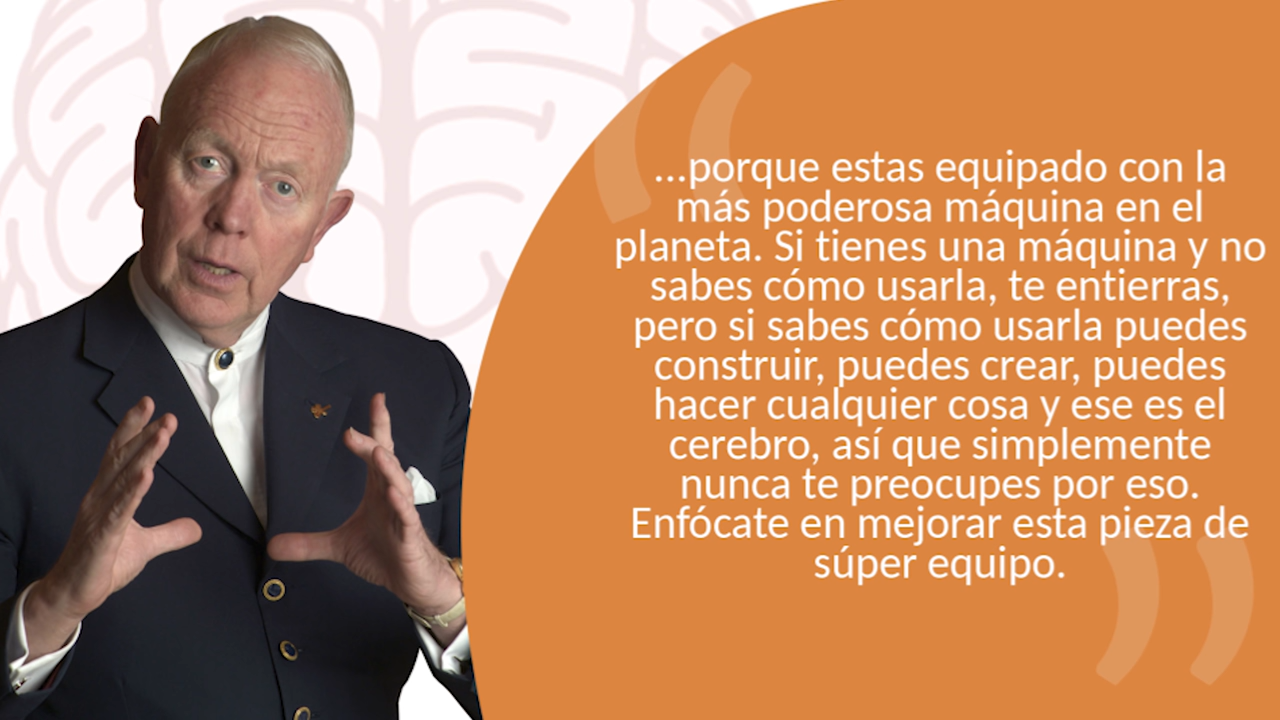 ...porque estas equipado con la
más poderosa máquina en el
planeta. Si tienes una máquina y no
sabes cómo usarla, te entierras,
pero si sabes cómo usarla puedes
construir, puedes crear, puedes
hacer cualquier cosa y ese es el
cerebro, así que simplemente
nunca te preocupes por eso.
Enfócate en mejorar esta pieza de
súper equipo.